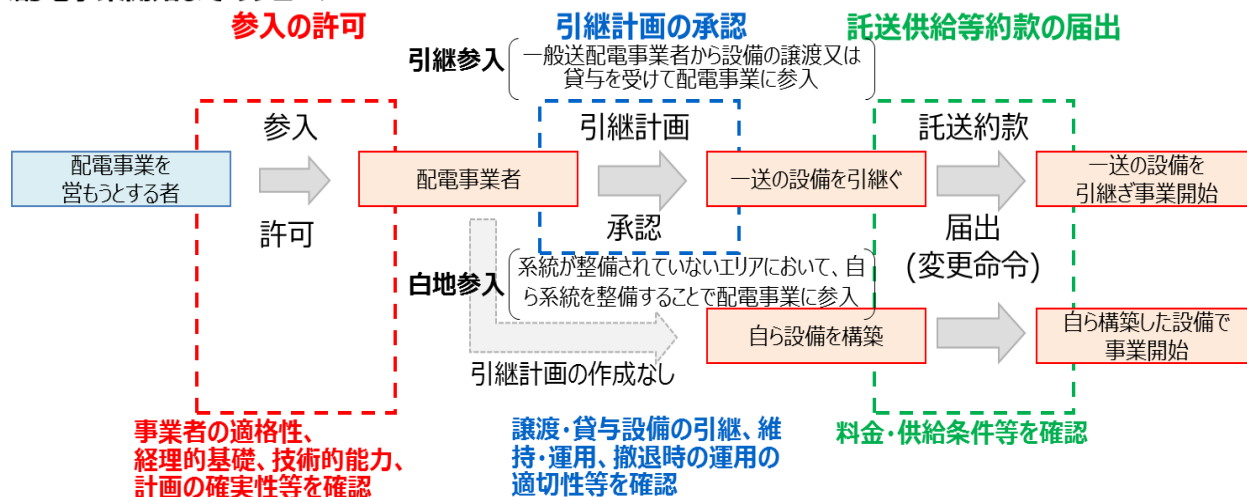 参入の許可
引継計画の承認
託送供給等約款の届出
引継参入
一般送配電事業者から設備の譲渡又は
貸与を受けて配電事業に参入
参入
引継計画
託送約款
配電事業を
営もうとする者
配電事業者
一送の設備を引継ぐ
一送の設備を
引継ぎ事業開始
許可
承認
届出
(変更命令)
白地参入
系統が整備されていないエリアにおいて、自
ら系統を整備することで配電事業に参入
自ら設備を構築
自ら構築した設備で
事業開始
引継計画の作成なし
事業者の適格性、
経理的基礎、技術的能力、
計画の確実性等を確認
譲渡・貸与設備の引継、維
持・運用、撤退時の運用の
適切性等を確認
料金・供給条件等を確認